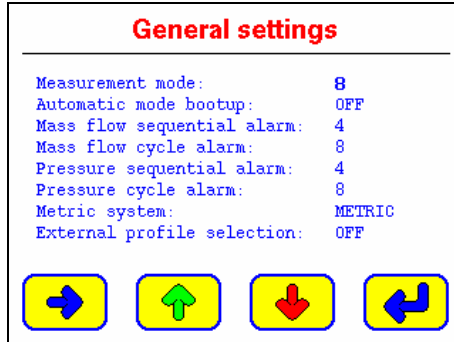 General settings
Measurement mode: 8
Automatic mode bootup: OFF
Mass flow sequential alarm: 4
Mass flow cycle alarm: 8
Pressure sequential alarm: 4
Pressure cycle alarm: 8
Metric system: METRIC
External profile selection: OFF